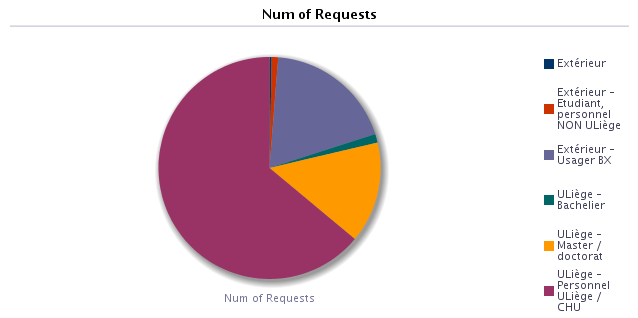 Num of Requests
Extérieur
Extérieur –
Etudiant,
personnel
NON ULiège
Extérieur –
Usager BX
ULiège –
Bachelier
ULiège –
Master /
doctorat
ULiège –
Personnel
ULiège /
CHU
Num of Requests